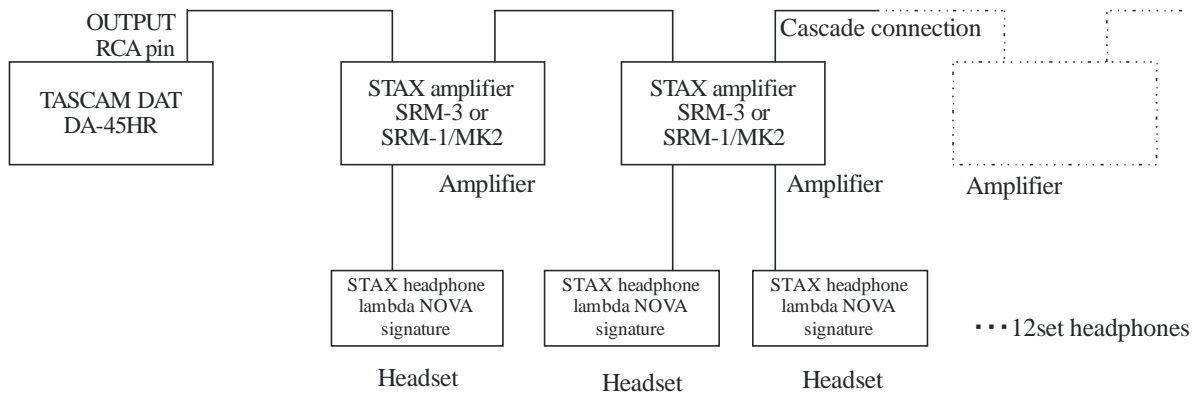 OUTPUT
RCA pin
Cascade connection
TASCAM DAT
DA-45HR
STAX amplifier
SRM-3 or
SRM-1/MK2
STAX amplifier
SRM-3 or
SRM-1/MK2
Amplifier
Amplifier
Amplifier
STAX headphone
lambda NOVA
signature
STAX headphone
lambda NOVA
signature
STAX headphone
lambda NOVA
signature
･･･12set headphones
Headset
Headset
Headset